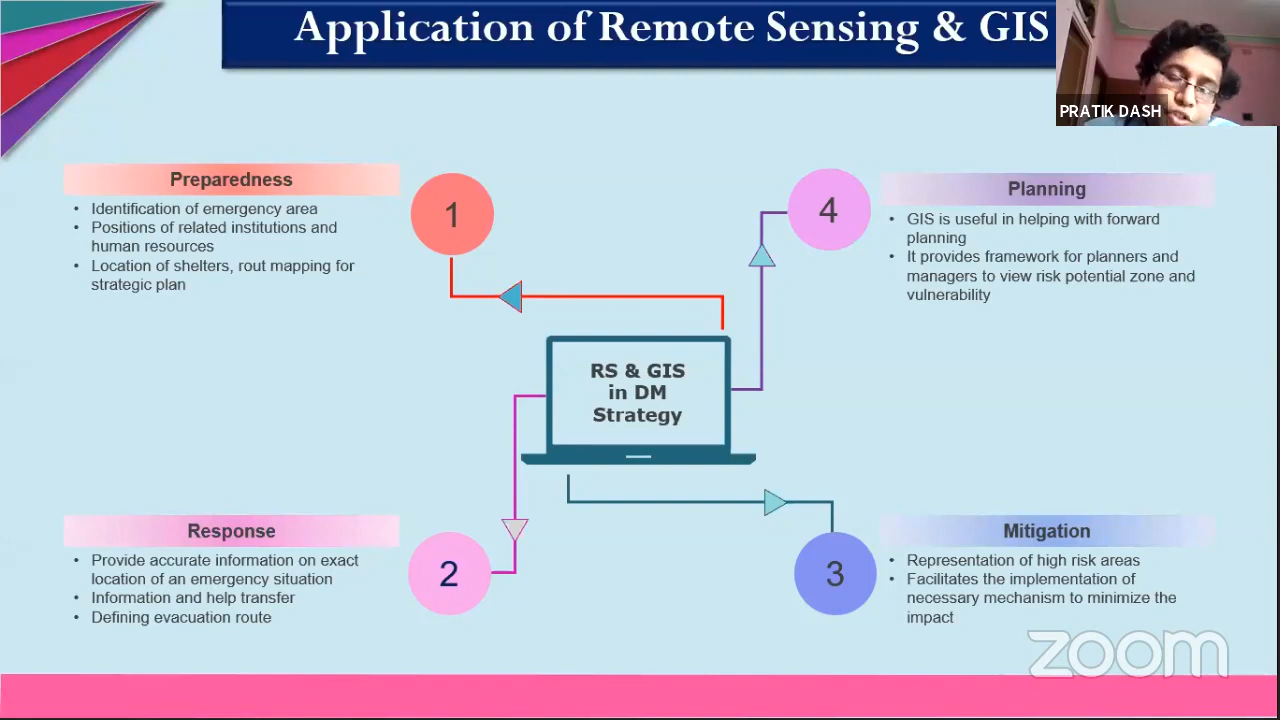 Application of Remote Sensing & GIS
PRATIK DASH
Preparedness
• Identification of emergency area
• Positions of related institutions and
human resources
• Location of shelters, rout mapping for
strategic plan
1
4
Planning
• GIS is useful in helping with forward
planning
• It provides framework for planners and
managers to view risk potential zone and
vulnerability
RS & GIS
in DM
Strategy
Response
• Provide accurate information on exact
location of an emergency situation
• Information and help transfer
• Defining evacuation route
2
3
Mitigation
• Representation of high risk areas
• Facilitates the implementation of
necessary mechanism to minimize the
impact
zoom